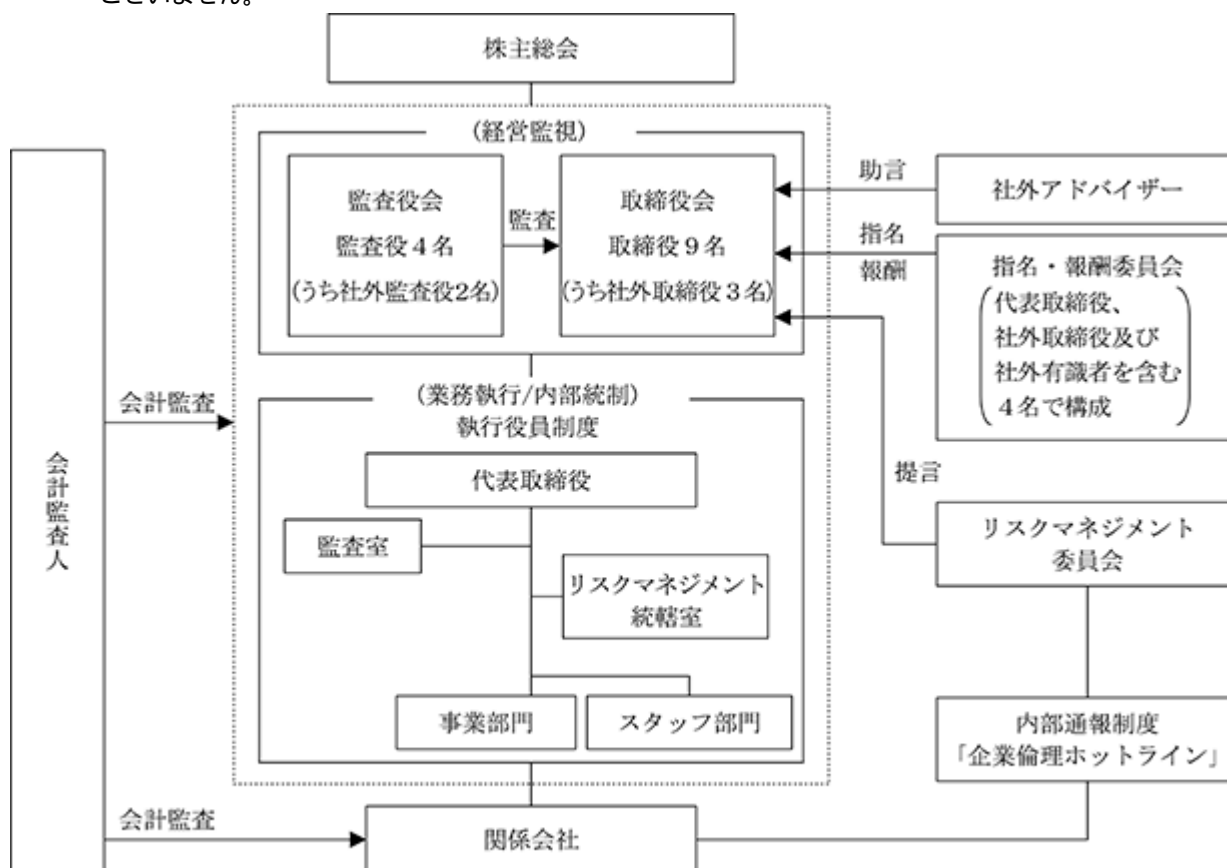 ございません。
株主総会
(経営監視)
監査役会
監査役4名
(うち社外監査役2名)
監査
取締役会
取締役9名
(うち社外取締役3名)
助言
社外アドバイザー
指名
報酬
指名・報酬委員会
代表取締役、
社外取締役及び
社外有識者を含む
4名で構成
会計監査
会計監査人
(業務執行/内部統制)
執行役員制度
代表取締役
監査室
リスクマネジメント
統轄室
事業部門
スタッフ部門
提言
リスクマネジメント
委員会
内部通報制度
「企業倫理ホットライン」
会計監査
関係会社